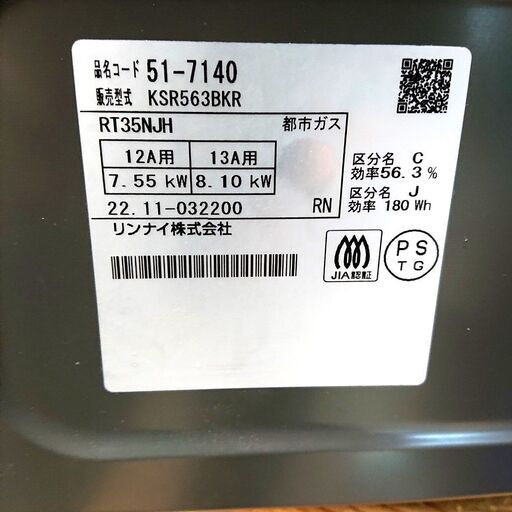 品名コード 51-7140
販売型式 KSR563BKR
RT35NJH 都市ガス
12A用 13A用
7.55 kW 8.10 kW
22.11-032200 RN
リンナイ株式会社
区分名 C
効率56.3%
区分名 J
効率 180 Wh
JIA認証
PS
TG